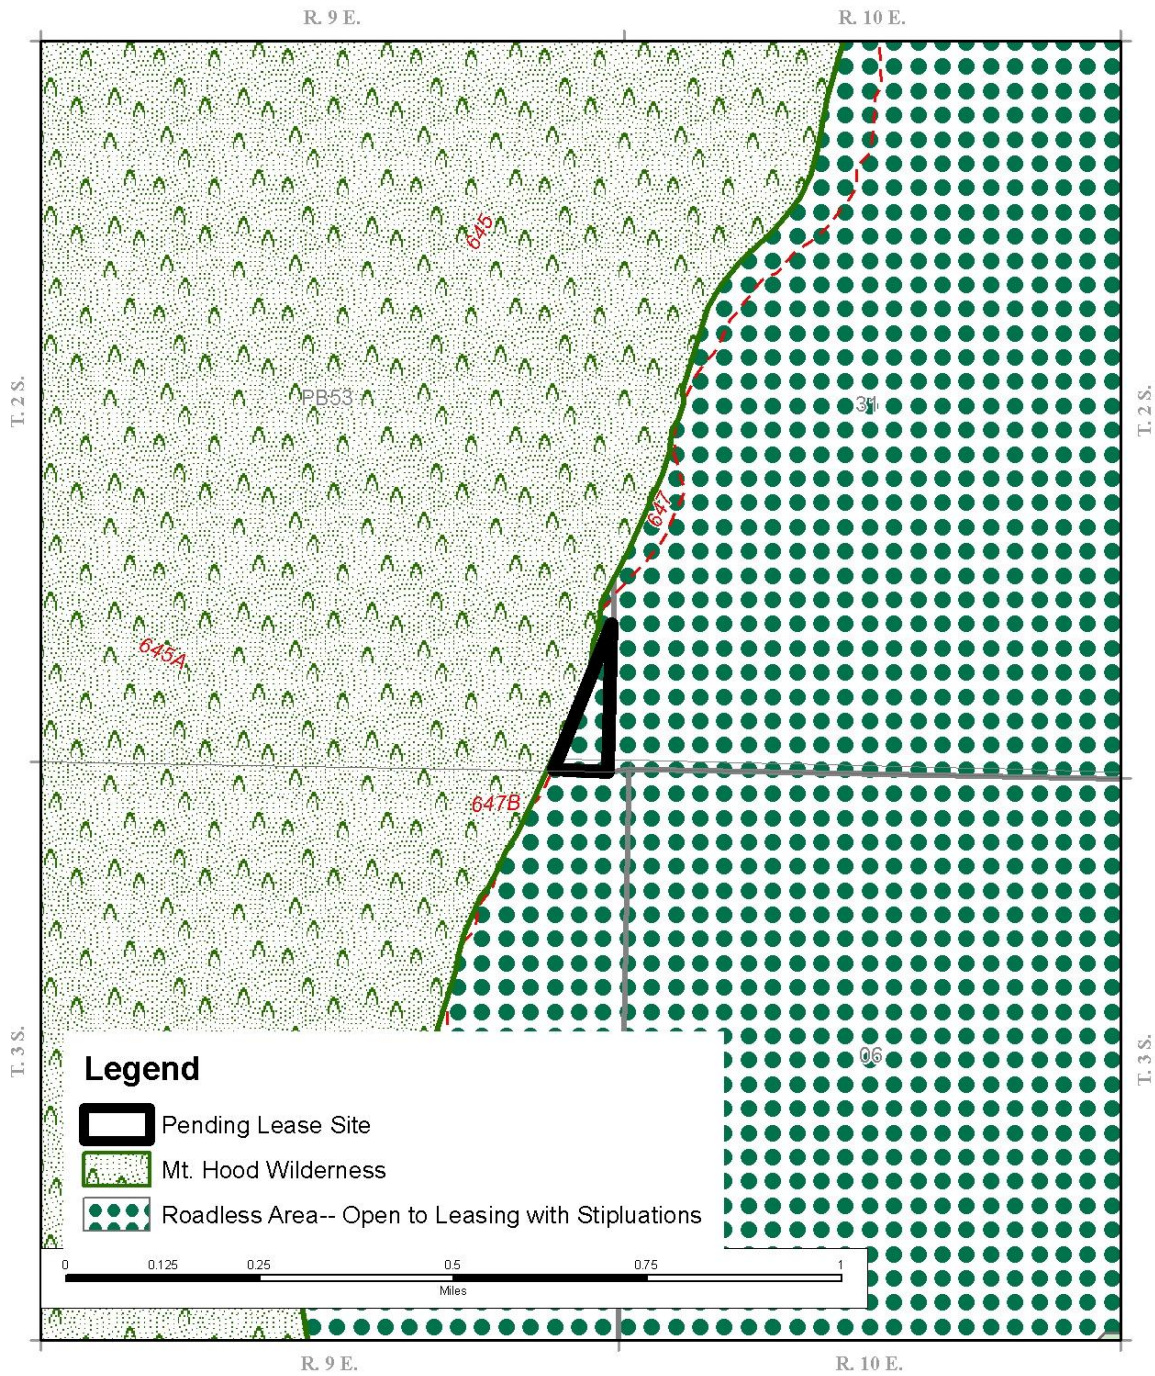 R. 9 E.
R. 10 E.
645
T. 2 S.
PB53
31
T. 2 S.
647
645A
647B
T. 3 S.
06
T. 3 S.
Legend
Pending Lease Site
Mt. Hood Wilderness
Roadless Area-- Open to Leasing with Stipluations
0 0.125 0.25 0.5 0.75 1
Miles
R. 9 E.
R. 10 E.